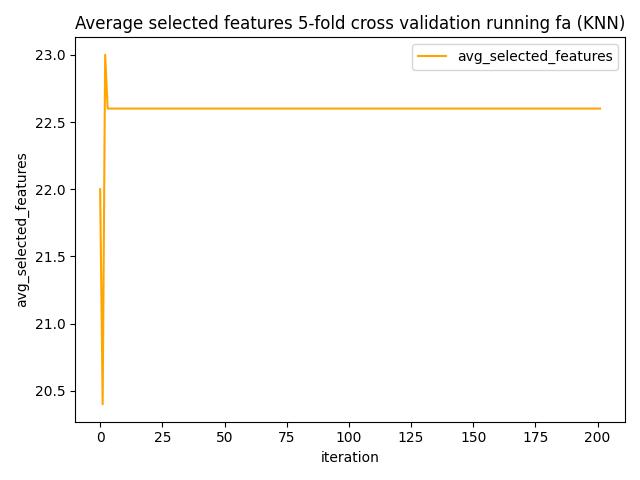 Average selected features 5-fold cross validation running fa (KNN)
avg_selected_features
23.0
22.5
22.0
21.5
21.0
20.5
avg_selected_features
0 25 50 75 100 125 150 175 200
iteration